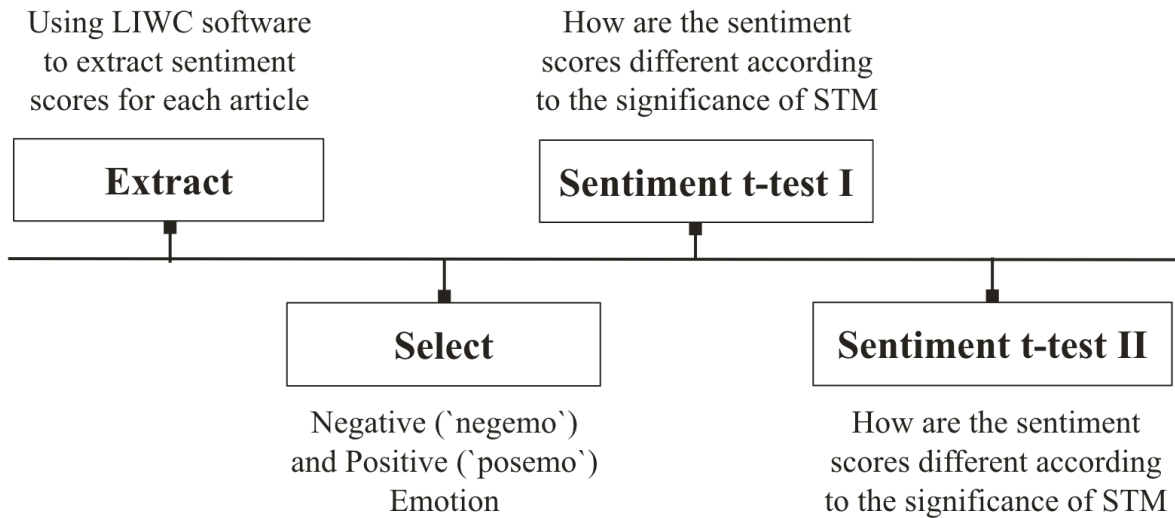 Using LIWC software
to extract sentiment
scores for each article
Extract
Negative (`negemo`)
and Positive (`posemo`)
Emotion
Select
How are the sentiment
scores different according
to the significance of STM
Sentiment t-test I
Sentiment t-test II
How are the sentiment
scores different according
to the significance of STM